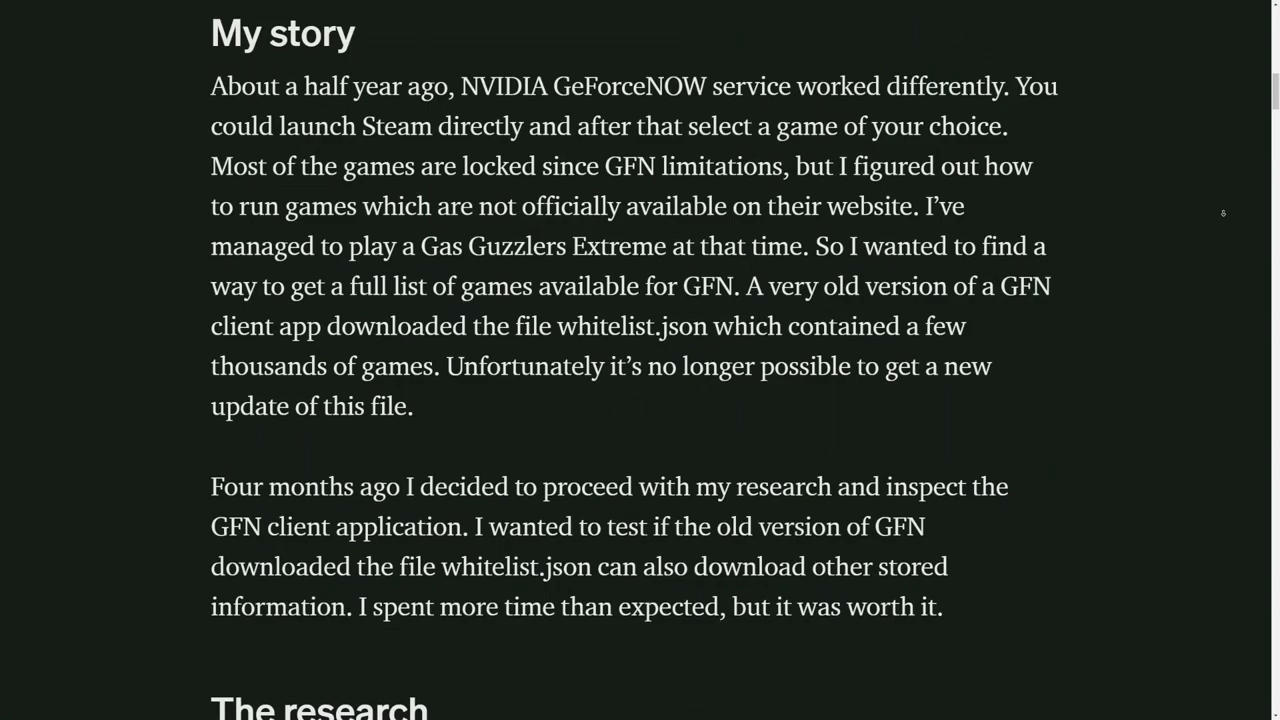 My story
About a half year ago, NVIDIA GeForceNOW service worked differently. You
could launch Steam directly and after that select a game of your choice.
Most of the games are locked since GFN limitations, but I figured out how
to run games which are not officially available on their website. I’ve
managed to play a Gas Guzzlers Extreme at that time. So I wanted to find a
way to get a full list of games available for GFN. A very old version of a GFN
client app downloaded the file whitelist.json which contained a few
thousands of games. Unfortunately it’s no longer possible to get a new
update of this file.
Four months ago I decided to proceed with my research and inspect the
GFN client application. I wanted to test if the old version of GFN
downloaded the file whitelist.json can also download other stored
information. I spent more time than expected, but it was worth it.
The research